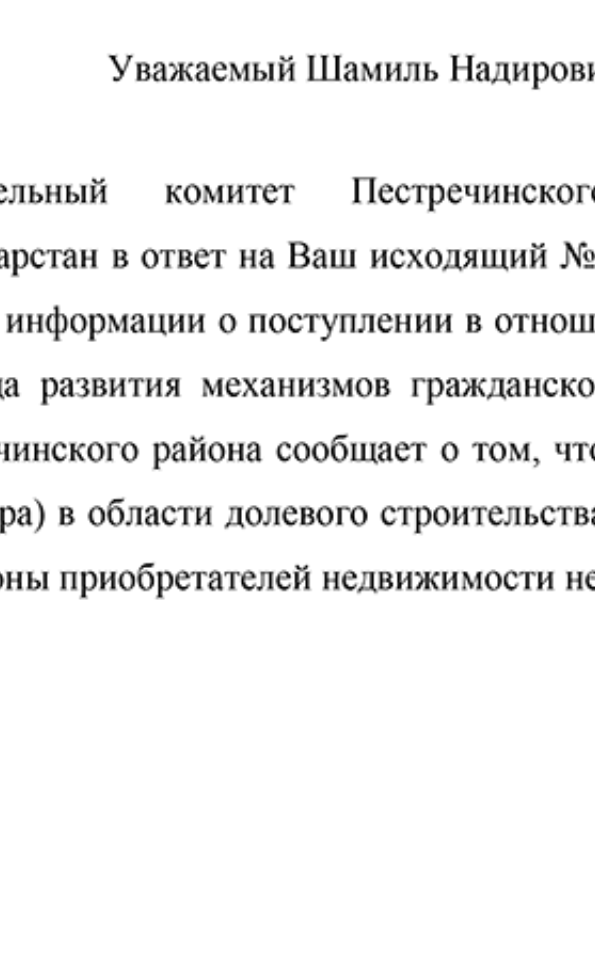 Уважаемый Шамиль Надирови
ельный комитет Пестречинского
арстан в ответ на Ваш исходящий №
информации о поступлении в отнош
да развития механизмов гражданско
чинского района сообщает о том, что
ра) в области долевого строительства
оны приобретателей недвижимости не